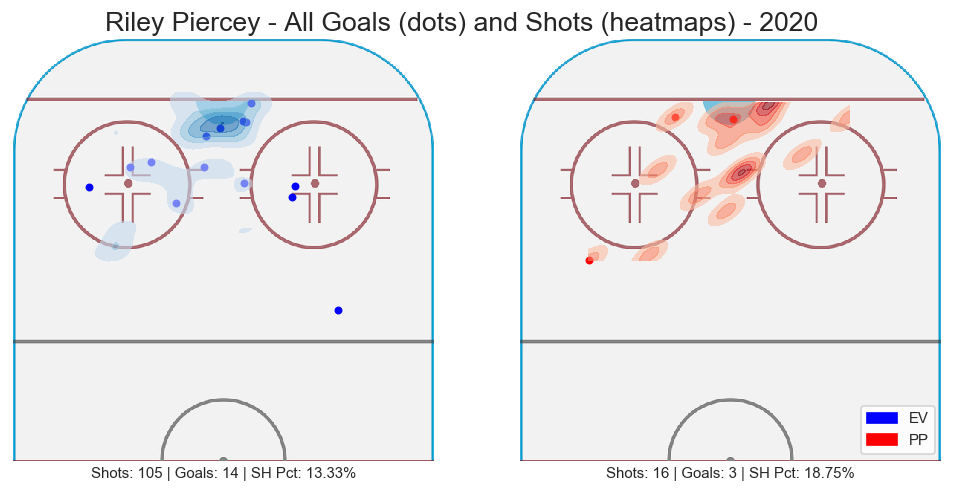 Riley Piercey - All Goals (dots) and Shots (heatmaps) - 2020
EV
PP
Shots: 105 | Goals: 14 | SH Pct: 13.33%
Shots: 16 | Goals: 3 | SH Pct: 18.75%